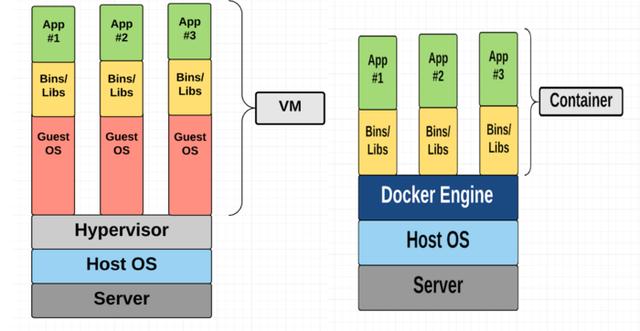 App
#1
App
#2
App
#3
Bins/
Libs
Bins/
Libs
Bins/
Libs
Guest
OS
Guest
OS
Guest
OS
VM
Hypervisor
Host OS
Server
App
#1
App
#2
App
#3
Bins/
Libs
Bins/
Libs
Bins/
Libs
Container
Docker Engine
Host OS
Server